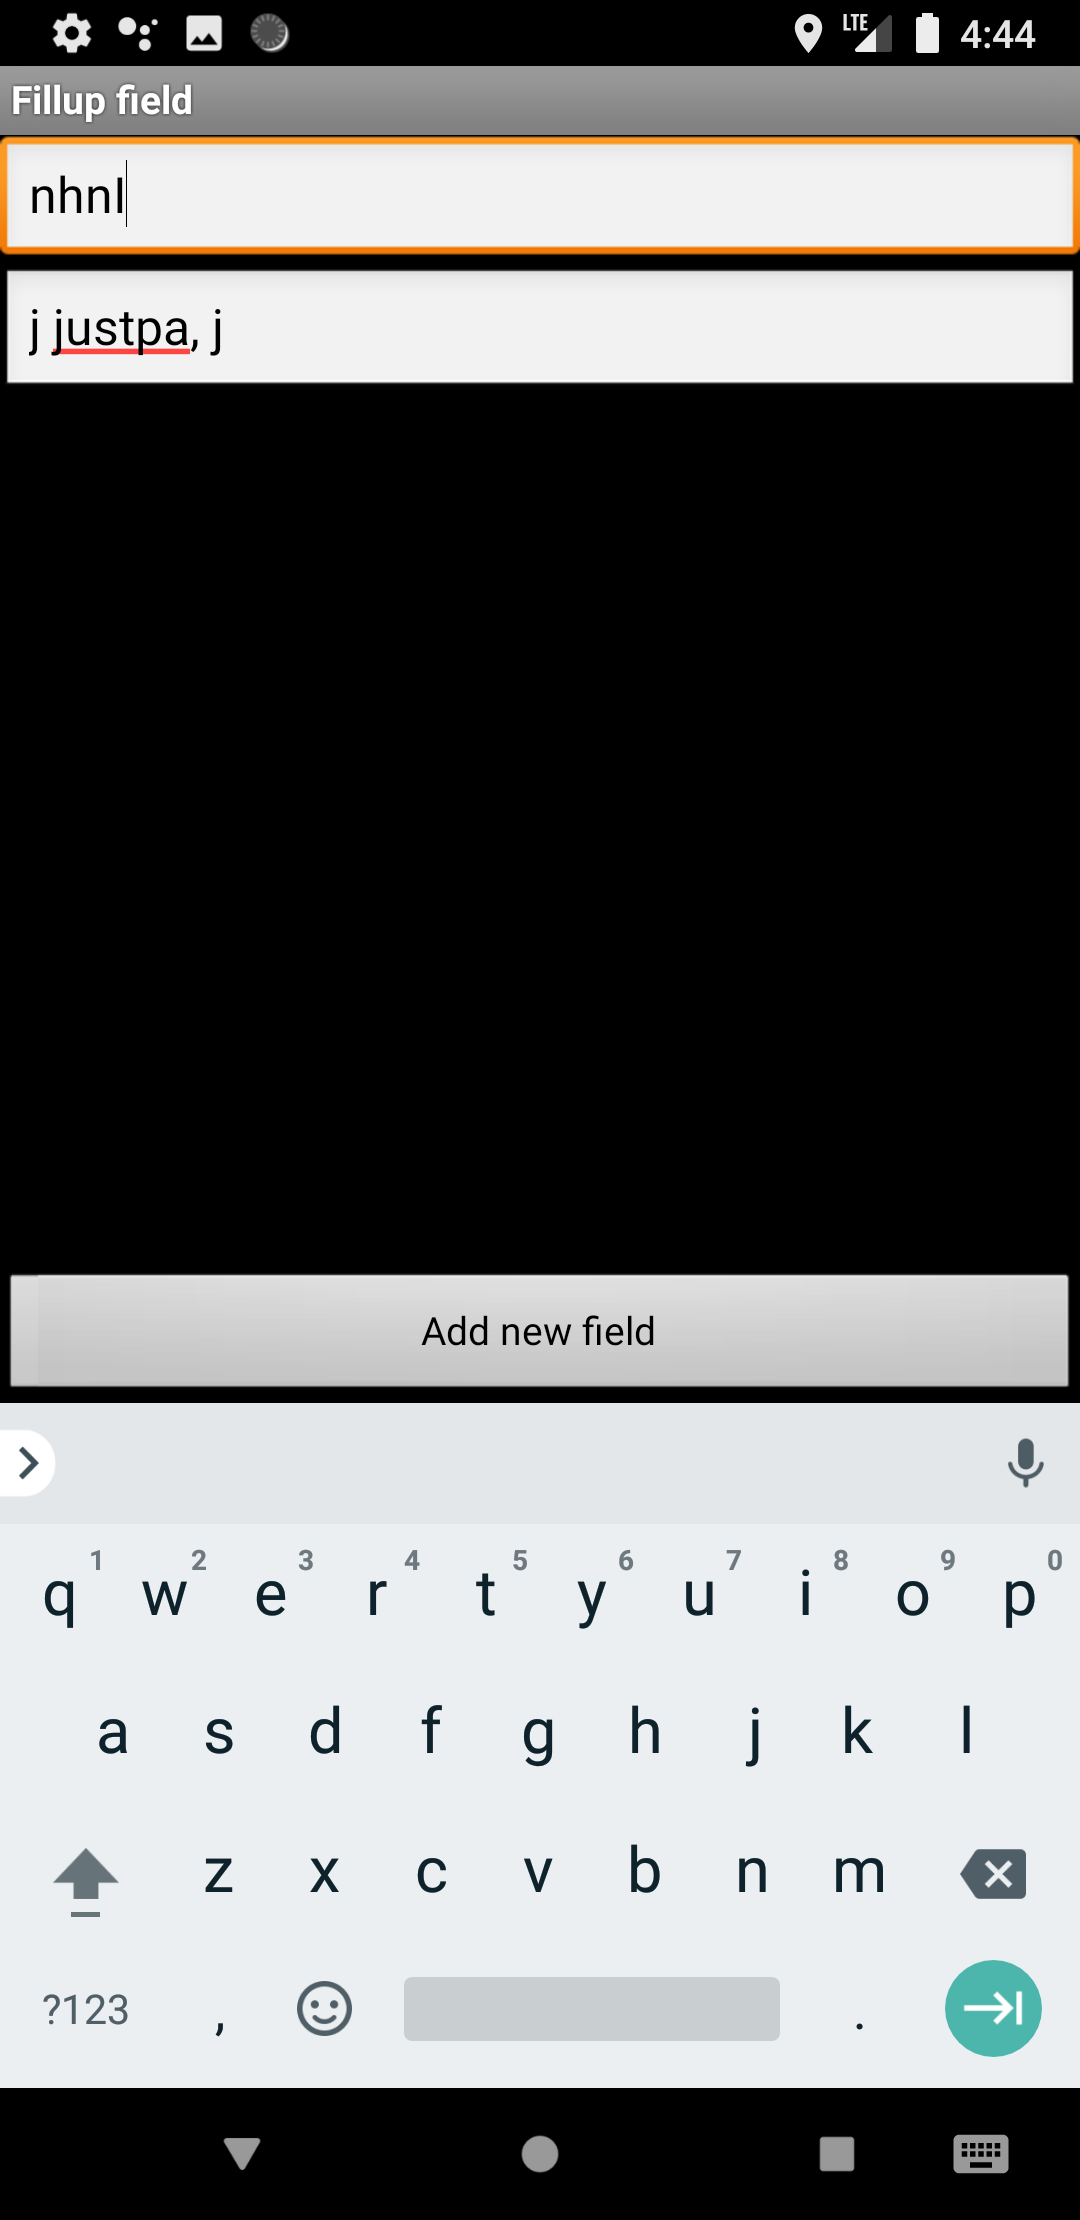 LTE 4:44
Fillup field
nhnl
j justpa, j
Add new field
1 2 3 4 5 6 7 8 9 0
q w e r t y u i o p
a s d f g h j k l
z x c v b n m
?123 , .